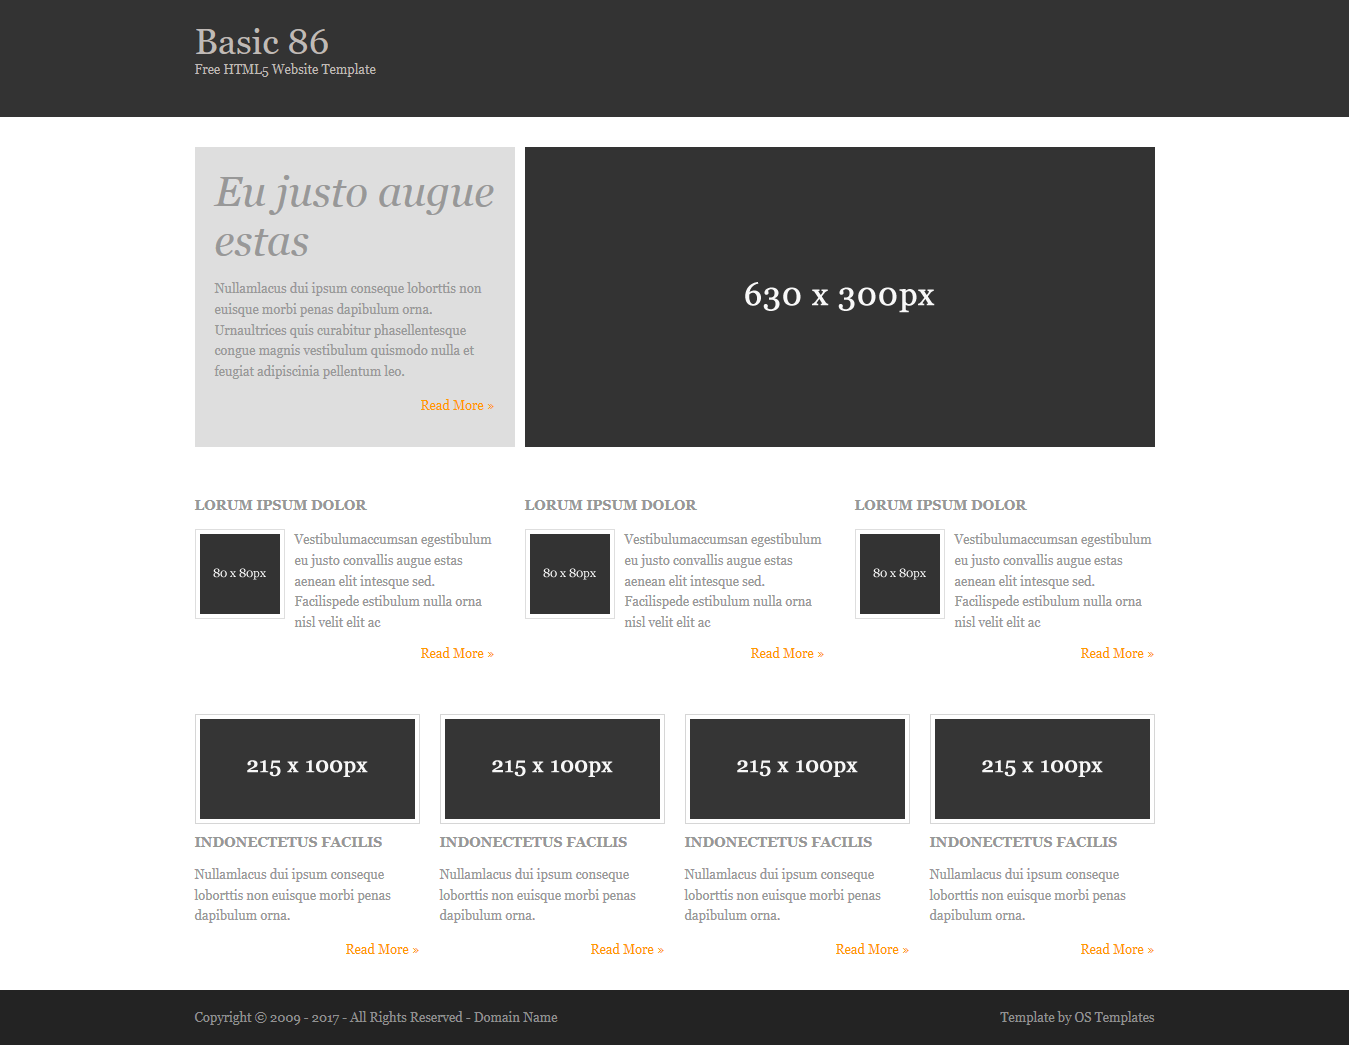 Basic 86
Free HTML5 Website Template
Eu justo augue
estas
Nullamlacus dui ipsum conseque loborttis non
euisque morbi penas dapibulum orna.
Urnaultrices quis curabitur phasellentesque
congue magnis vestibulum quismodo nulla et
feugiat adipiscinia pellentum leo.
Read More »
630 x 300px
LORUM IPSUM DOLOR
80 x 80px
Vestibulumaccumsan egestibulum
eu justo convallis augue estas
aenean elit intesque sed.
Facilispede estibulum nulla orna
nisl velit elit ac
Read More »
LORUM IPSUM DOLOR
80 x 80px
Vestibulumaccumsan egestibulum
eu justo convallis augue estas
aenean elit intesque sed.
Facilispede estibulum nulla orna
nisl velit elit ac
Read More »
LORUM IPSUM DOLOR
80 x 80px
Vestibulumaccumsan egestibulum
eu justo convallis augue estas
aenean elit intesque sed.
Facilispede estibulum nulla orna
nisl velit elit ac
Read More »
215 x 100px
INDONECTETUS FACILIS
Nullamlacus dui ipsum conseque
loborttis non euisque morbi penas
dapibulum orna.
Read More »
215 x 100px
INDONECTETUS FACILIS
Nullamlacus dui ipsum conseque
loborttis non euisque morbi penas
dapibulum orna.
Read More »
215 x 100px
INDONECTETUS FACILIS
Nullamlacus dui ipsum conseque
loborttis non euisque morbi penas
dapibulum orna.
Read More »
215 x 100px
INDONECTETUS FACILIS
Nullamlacus dui ipsum conseque
loborttis non euisque morbi penas
dapibulum orna.
Read More »
Copyright © 2009 - 2017 - All Rights Reserved - Domain Name
Template by OS Templates